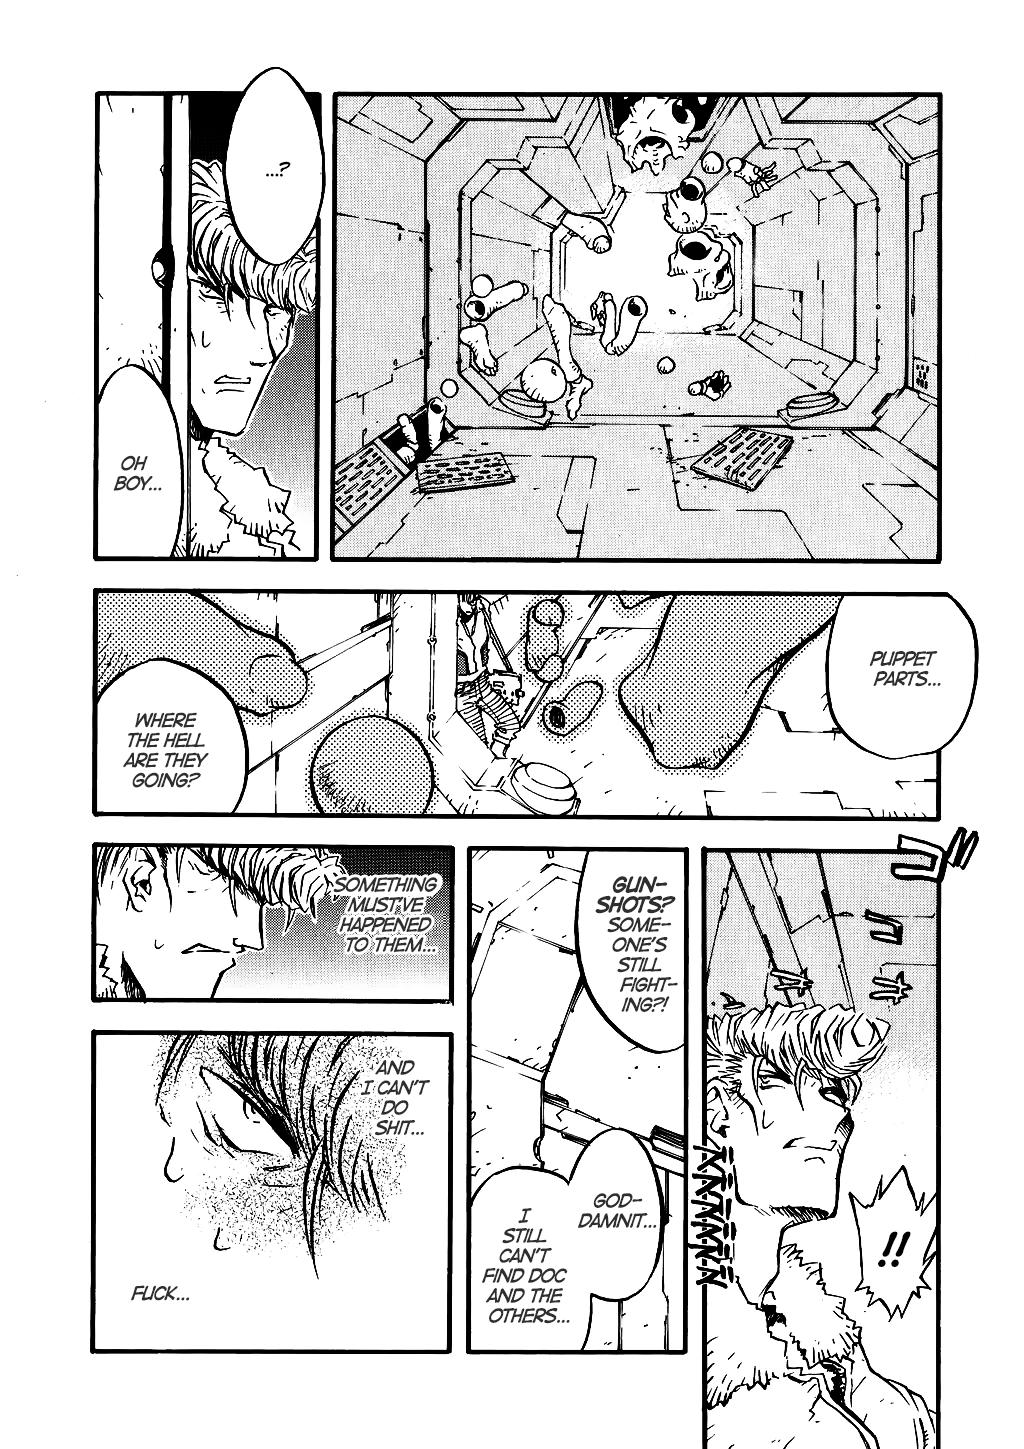 ...?
OH
BOY...
PUPPET
PARTS...
WHERE
THE HELL
ARE THEY
GOING?
!!
GUN-
SHOTS?
SOME-
ONE'S
STILL
FIGHT-
ING?!
GOD-
DAMNIT...
I
STILL
CAN'T
FIND DOC
AND THE
OTHERS...
SOMETHING
MUST'VE
HAPPENED
TO THEM...
AND
I CAN'T
DO
SHIT...
FUCK...